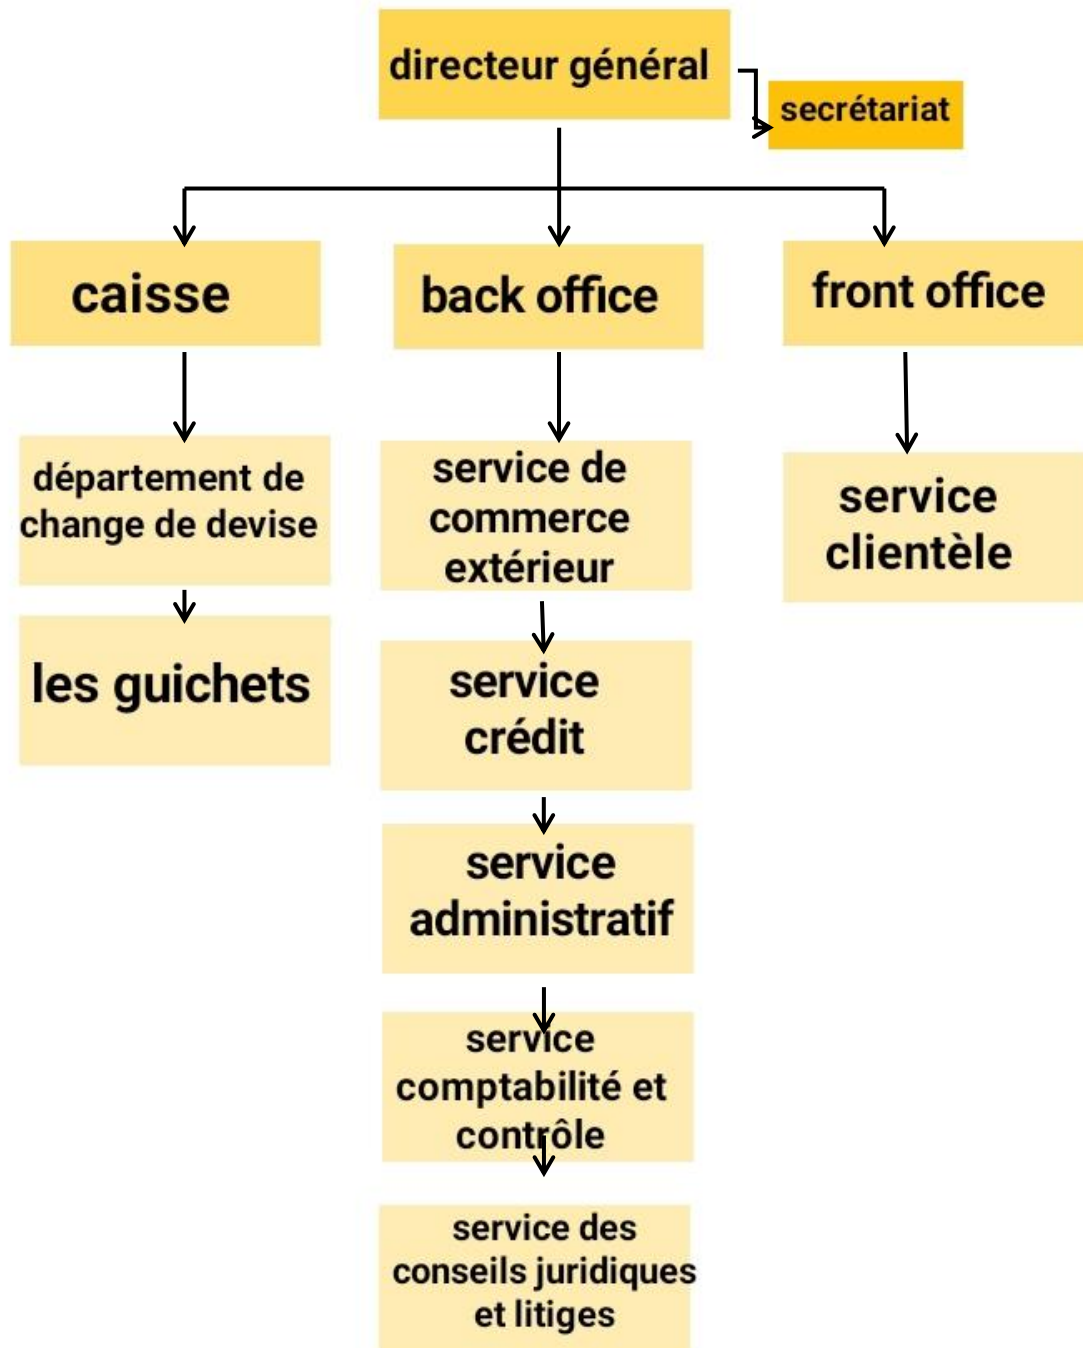 directeur général
secrétariat
caisse
back office
front office
département de
change de devise
les guichets
service de
commerce
extérieur
service
crédit
service
administratif
service
comptabilité et
contrôle
service des
conseils juridiques
et litiges
service
clientèle